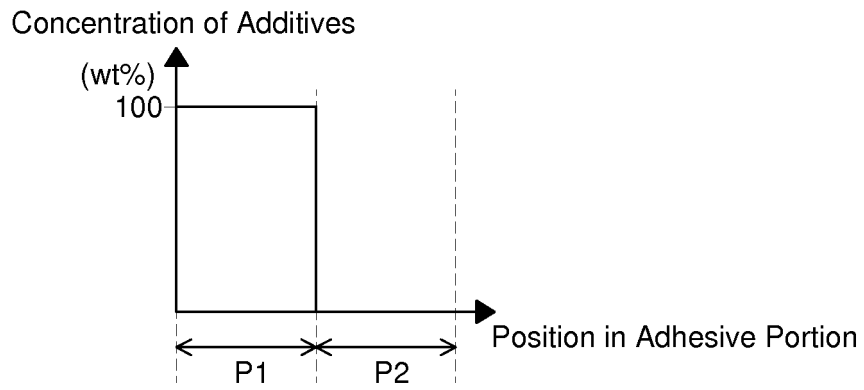 Concentration of Additives
(wt%)
100
Position in Adhesive Portion
P1 P2